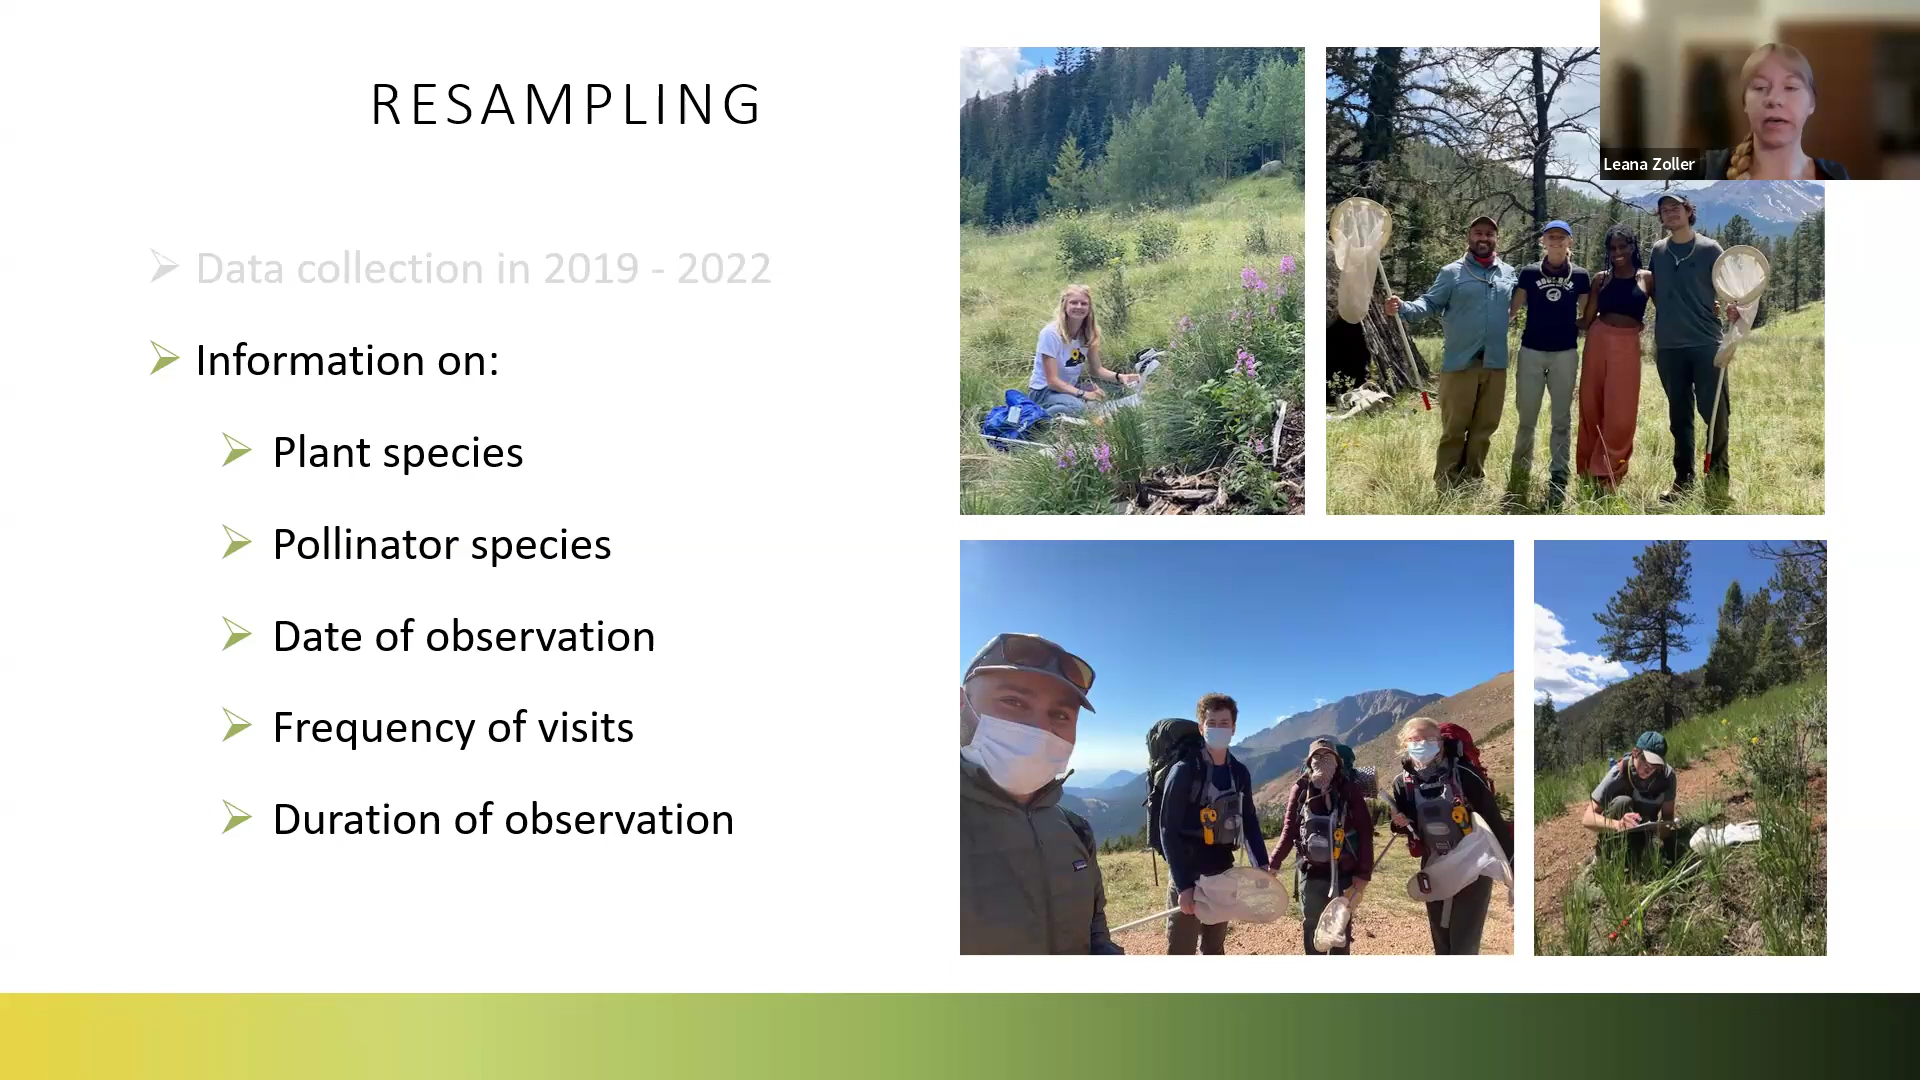 RESAMPLING
Data collection in 2019 - 2022
Information on:
Plant species
Pollinator species
Date of observation
Frequency of visits
Duration of observation
Leana Zoller